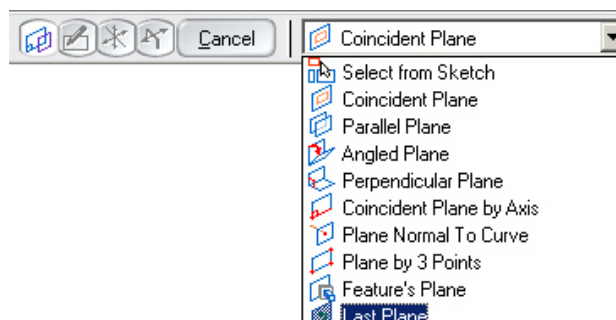 Cancel
Coincident Plane
Select from Sketch
Coincident Plane
Parallel Plane
Angled Plane
Perpendicular Plane
Coincident Plane by Axis
Plane Normal To Curve
Plane by 3 Points
Feature's Plane
Last Plane